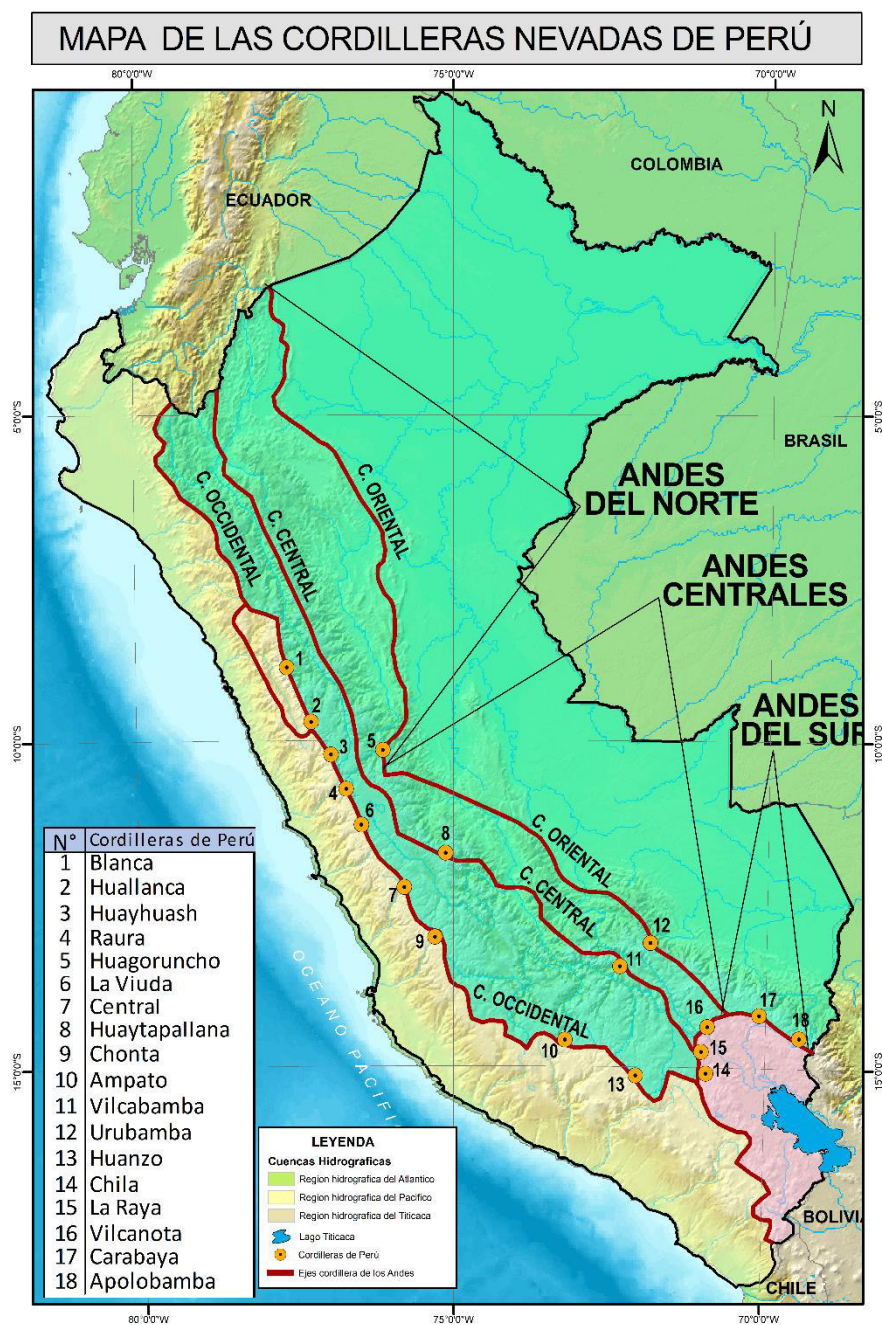 MAPA DE LAS CORDILLERAS NEVADAS DE PERÚ
80°0'0"W
75°0'0"W
70°0'0"W
N
COLOMBIA
ECUADOR
5°0'0"S
5°0'0"S
BRASIL
ANDES
DEL NORTE
C. OCCIDENTAL
C. CENTRAL
C. ORIENTAL
ANDES
CENTRALES
1
2
ANDES
DEL SUR
10°0'0"S
10°0'0"S
3
5
4
6
8
C. ORIENTAL
7
C. CENTRAL
9
12
11
C. OCCIDENTAL
16
17
18
10
15
14
13
15°0'0"S
15°0'0"S
OCEANO PACIFIC
BOLIVIA
CHILE
N° Cordilleras de Perú
1 Blanca
2 Huallanca
3 Huayhuash
4 Raura
5 Huagoruncho
6 La Viuda
7 Central
8 Huaytapallana
9 Chonta
10 Ampato
11 Vilcabamba
12 Urubamba
13 Huanzo
14 Chila
15 La Raya
16 Vilcanota
17 Carabaya
18 Apolobamba
LEYENDA
Cuencas Hidrograficas
Region hidrografica del Atlantico
Region hidrografica del Pacifico
Region hidrografica del Titicaca
Lago Titicaca
Cordilleras de Perú
Ejes cordillera de los Andes
80°0'0"W
75°0'0"W
70°0'0"W